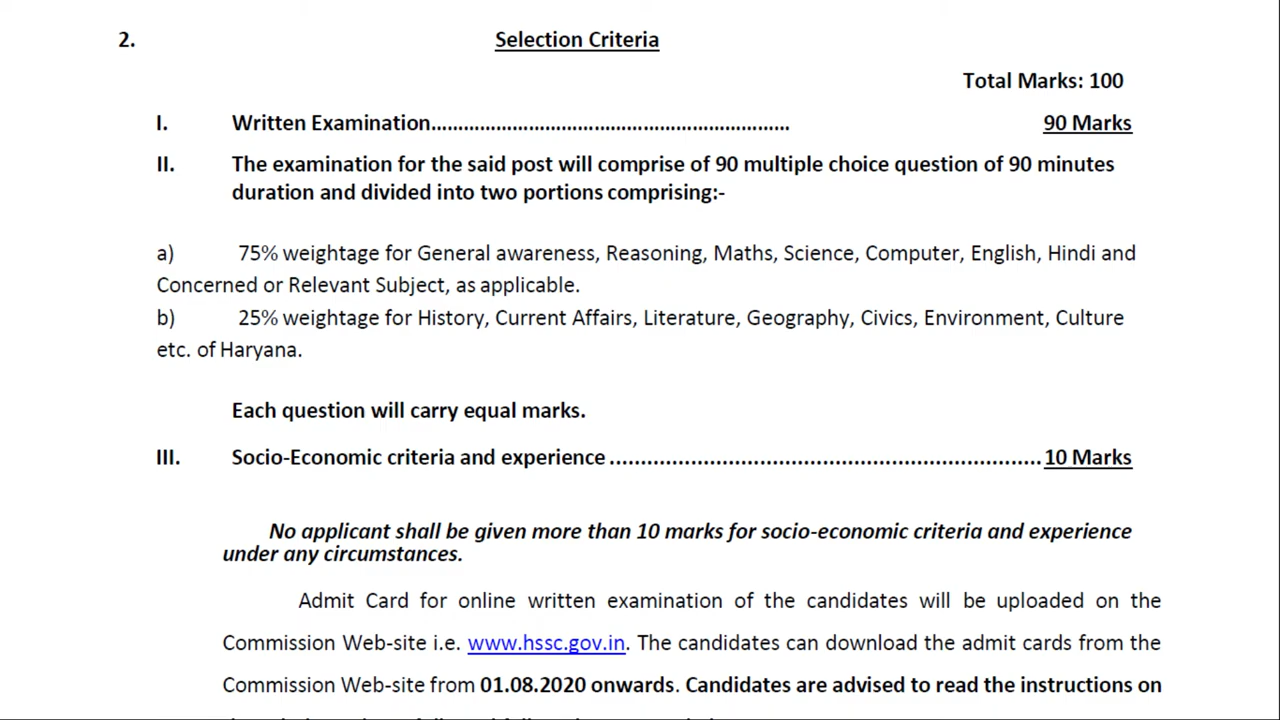 2. Selection Criteria
Total Marks: 100
I. Written Examination.................................................................... 90 Marks
II. The examination for the said post will comprise of 90 multiple choice question of 90 minutes
duration and divided into two portions comprising:-
a) 75% weightage for General awareness, Reasoning, Maths, Science, Computer, English, Hindi and
Concerned or Relevant Subject, as applicable.
b) 25% weightage for History, Current Affairs, Literature, Geography, Civics, Environment, Culture
etc. of Haryana.
Each question will carry equal marks.
III. Socio-Economic criteria and experience.....................................................................10 Marks
No applicant shall be given more than 10 marks for socio-economic criteria and experience
under any circumstances.
Admit Card for online written examination of the candidates will be uploaded on the
Commission Web-site i.e. www.hssc.gov.in. The candidates can download the admit cards from the
Commission Web-site from 01.08.2020 onwards. Candidates are advised to read the instructions on